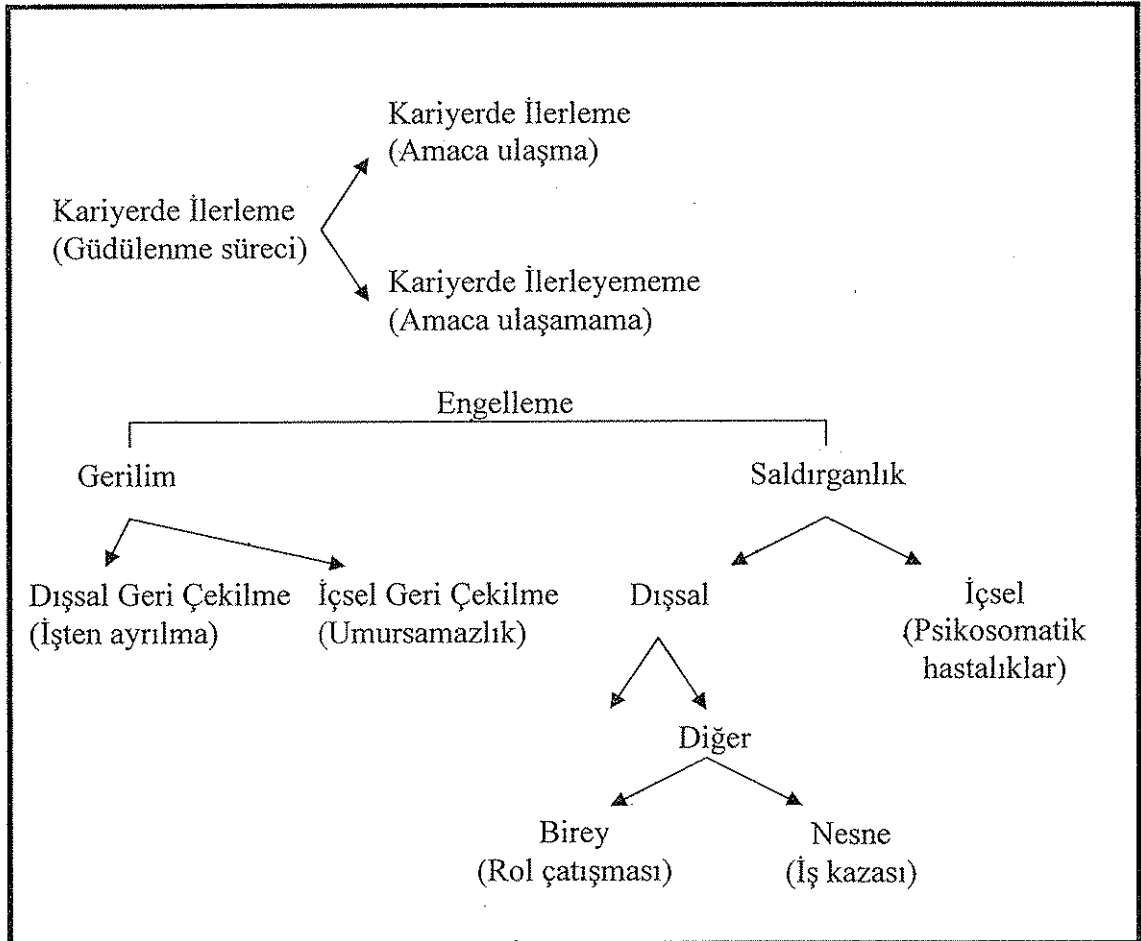 Kariyerde İlerleme
(Amaca ulaşma)
Kariyerde İlerleme
(Güdülenme süreci)
Kariyerde İlerleyememe
(Amaca ulaşamama)
Engelleme
Gerilim
Saldırganlık
Dışsal Geri Çekilme
(İşten ayrılma)
İçsel Geri Çekilme
(Umursamazlık)
Dışsal
İçsel
(Psikosomatik
hastalıklar)
Diğer
Birey
(Rol çatışması)
Nesne
(İş kazası)